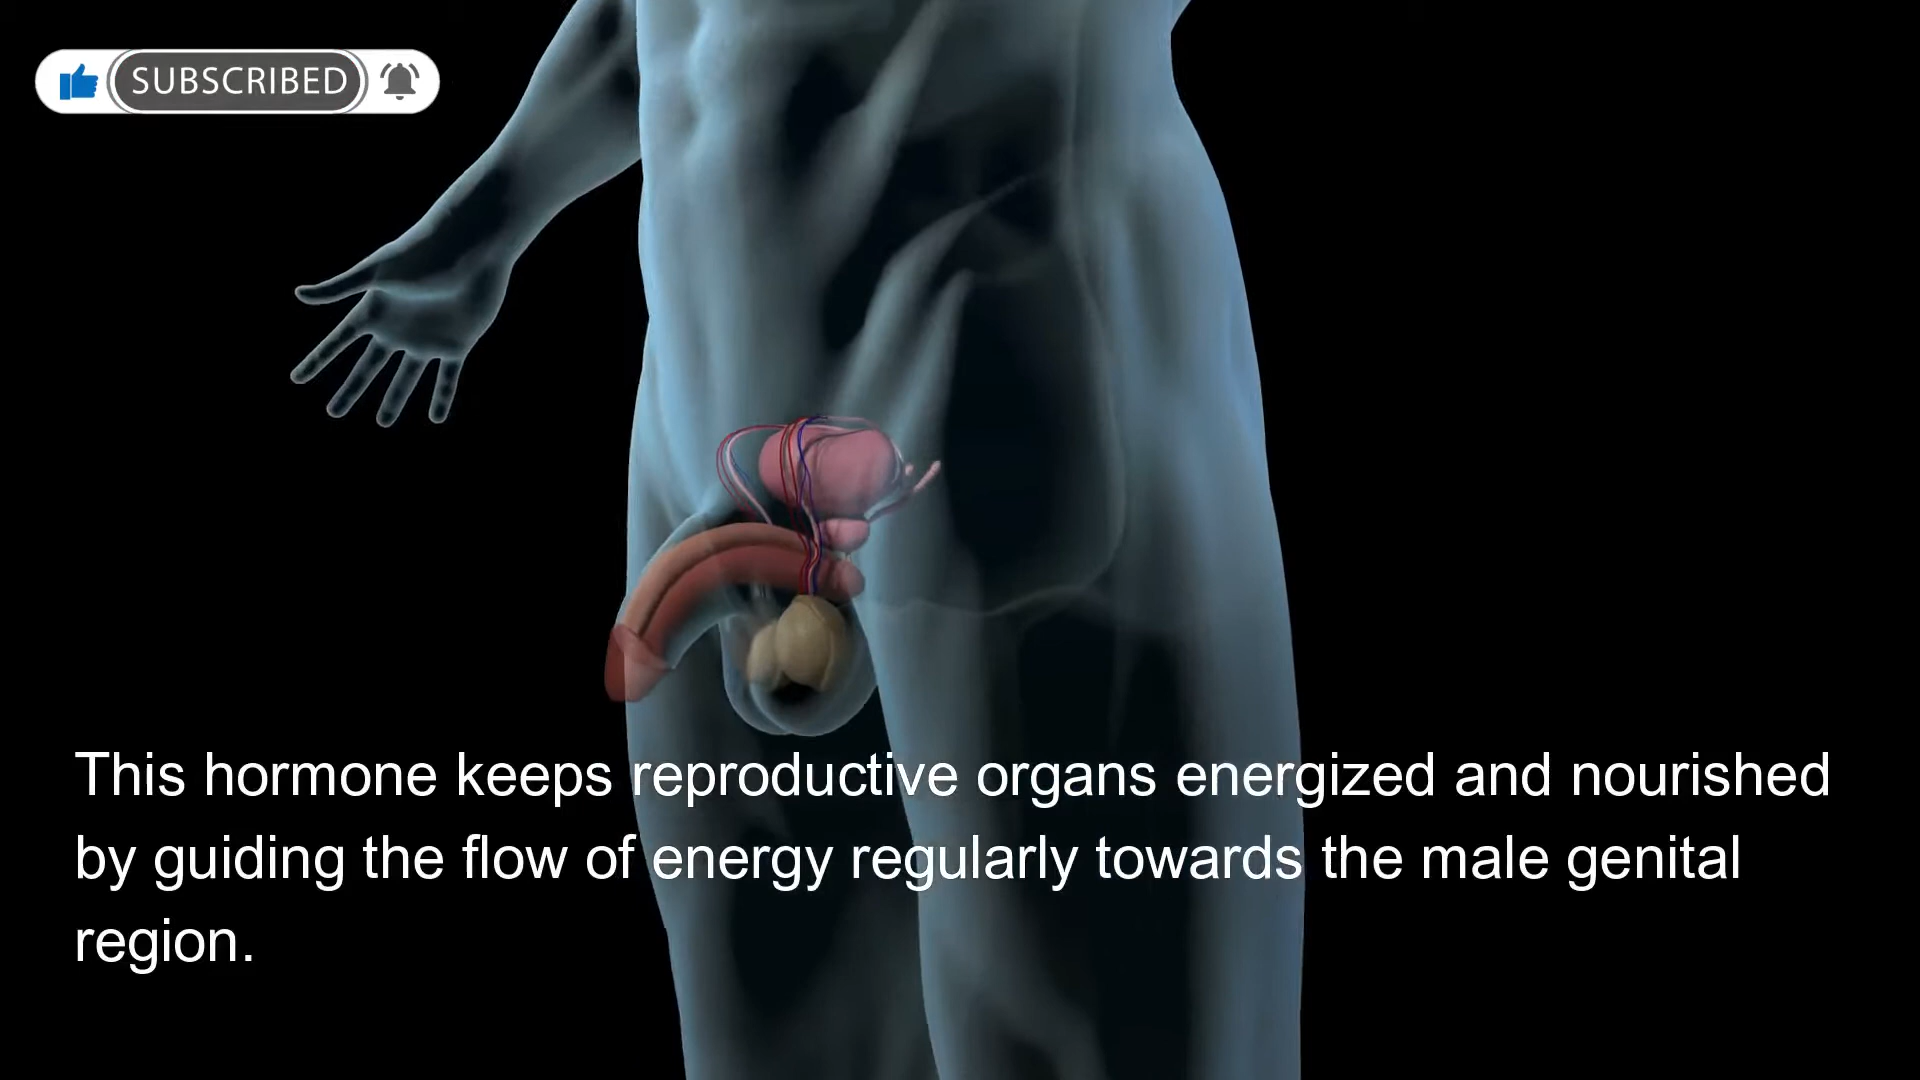 SUBSCRIBED
This hormone keeps reproductive organs energized and nourished
by guiding the flow of energy regularly towards the male genital
region.